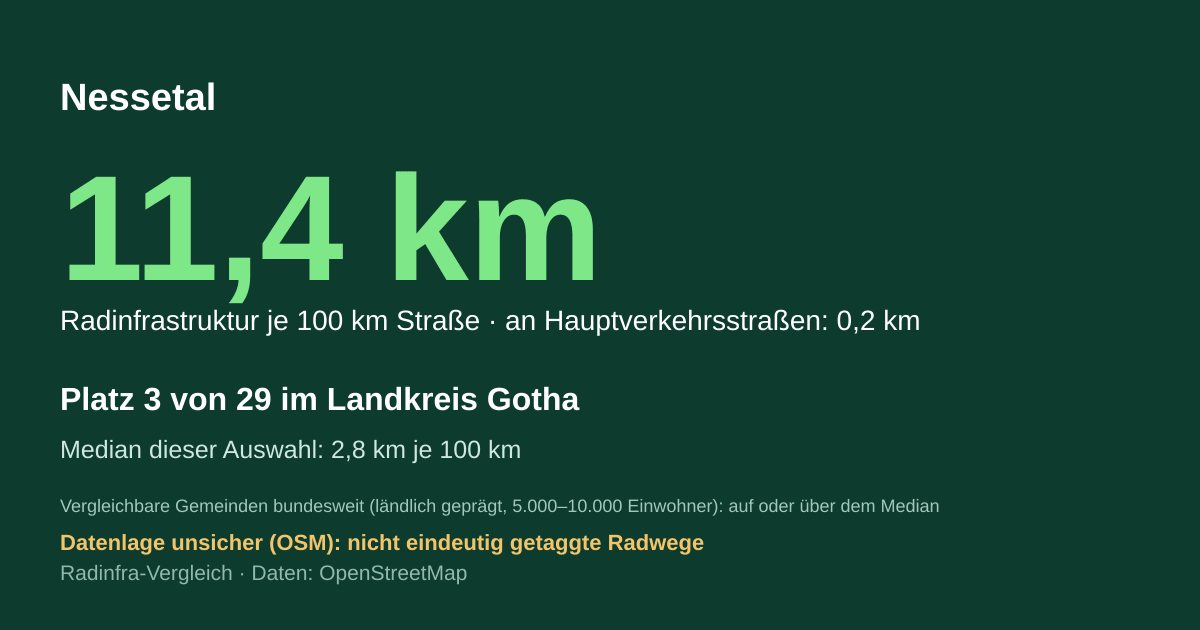 Nessetal
11,4 km
Radinfrastruktur je 100 km Straße · an Hauptverkehrsstraßen: 0,2 km
Platz 3 von 29 im Landkreis Gotha
Median dieser Auswahl: 2,8 km je 100 km
Vergleichbare Gemeinden bundesweit (ländlich geprägt, 5.000–10.000 Einwohner): auf oder über dem Median
Datenlage unsicher (OSM): nicht eindeutig getaggte Radwege
Radinfra-Vergleich · Daten: OpenStreetMap